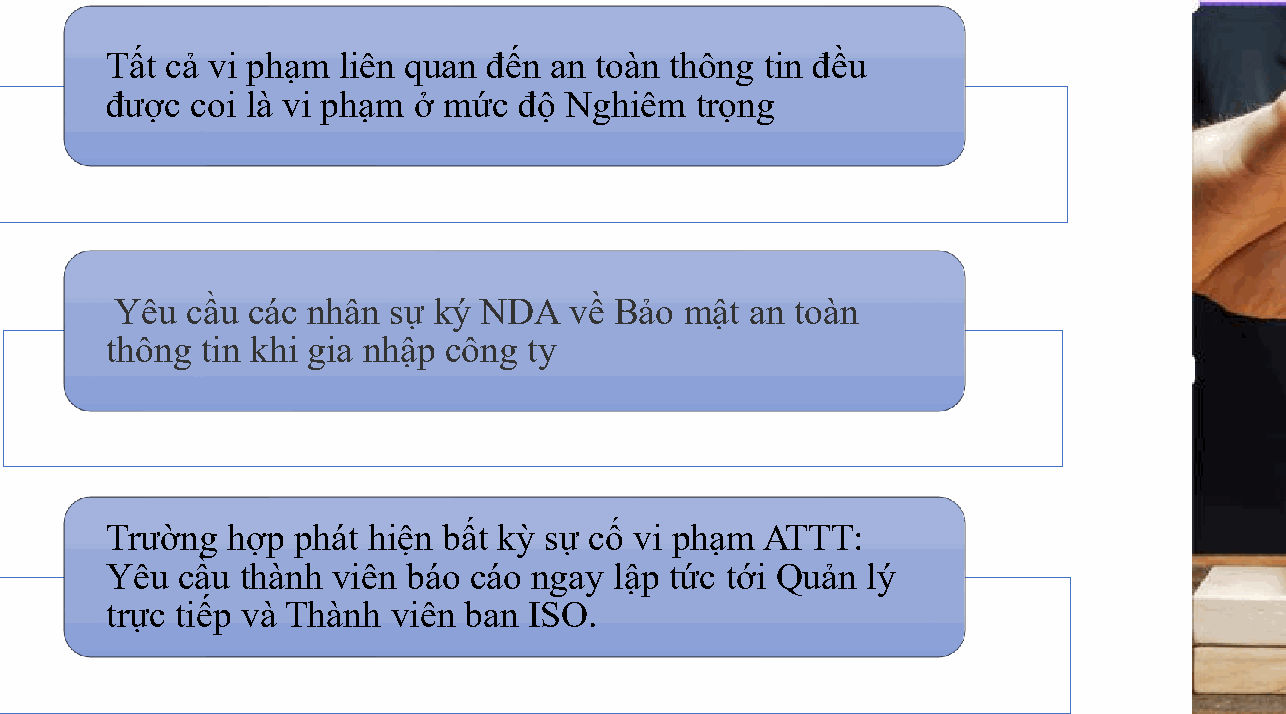 Tất cả vi phạm liên quan đến an toàn thông tin đều
được coi là vi phạm ở mức độ Nghiêm trọng
Yêu cầu các nhân sự ký NDA về Bảo mật an toàn
thông tin khi gia nhập công ty
Trường hợp phát hiện bất kỳ sự cố vi phạm ATTT:
Yêu cầu thành viên báo cáo ngay lập tức tới Quản lý
trực tiếp và Thành viên ban ISO.